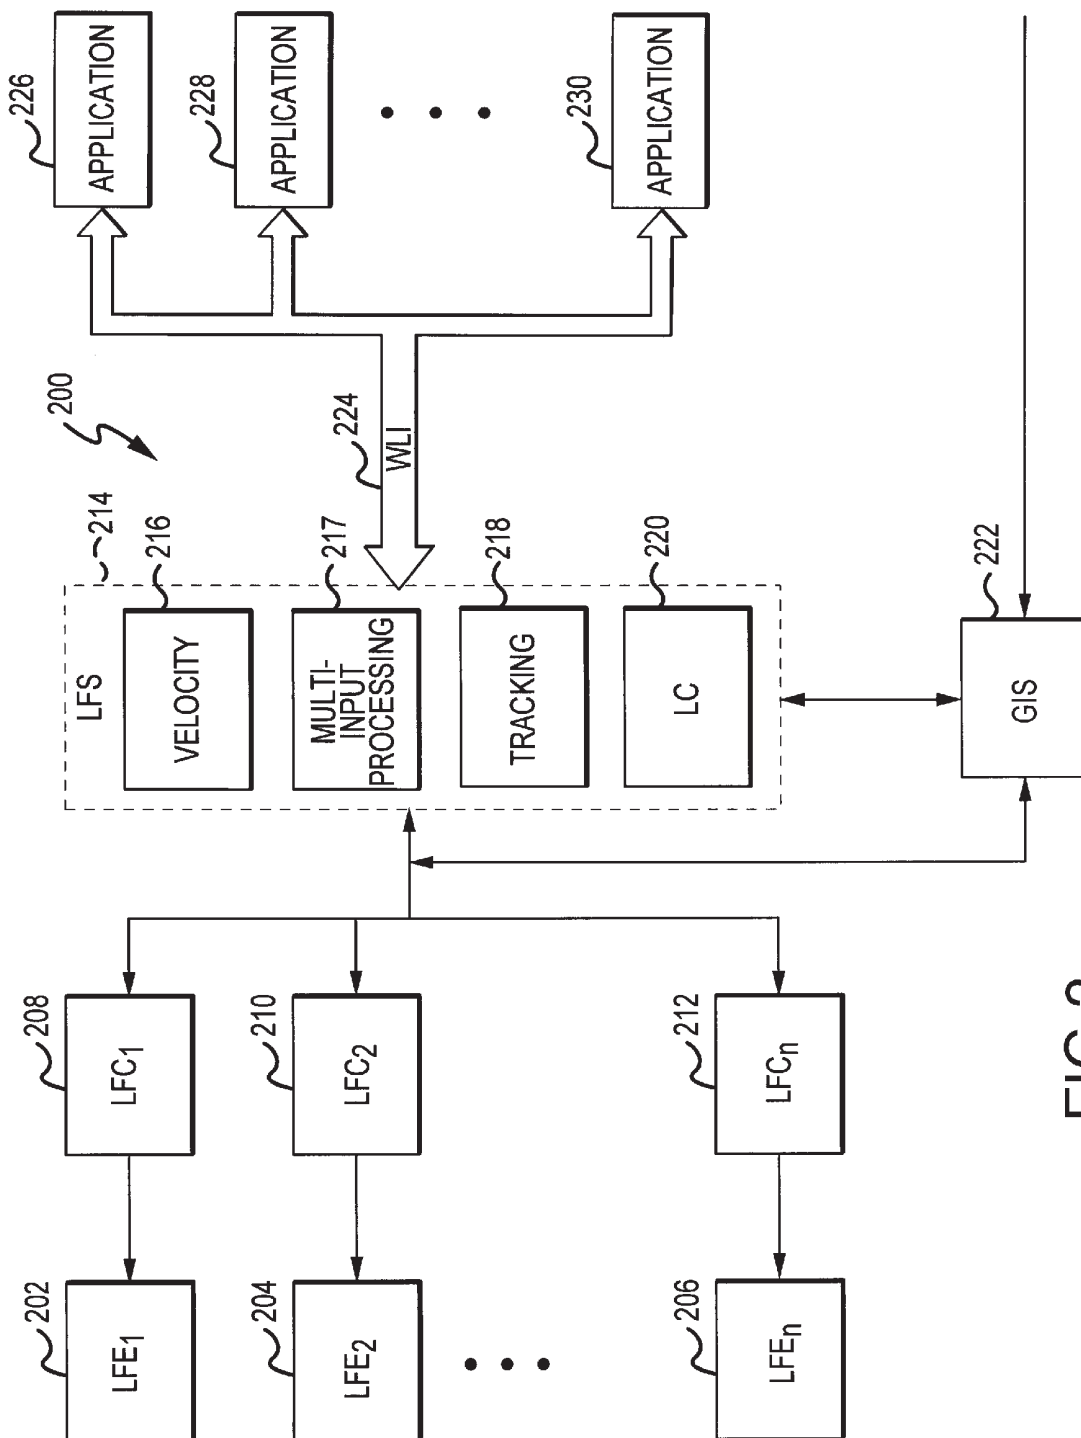 202
LFE1
208
LFC1
LFS
214
216
VELOCITY
200
226
APPLICATION
204
LFE2
210
LFC2
217
MULTI-
INPUT
PROCESSING
224
WLI
228
APPLICATION
218
TRACKING
206
LFEn
212
LFCn
220
LC
230
APPLICATION
222
GIS
FIG